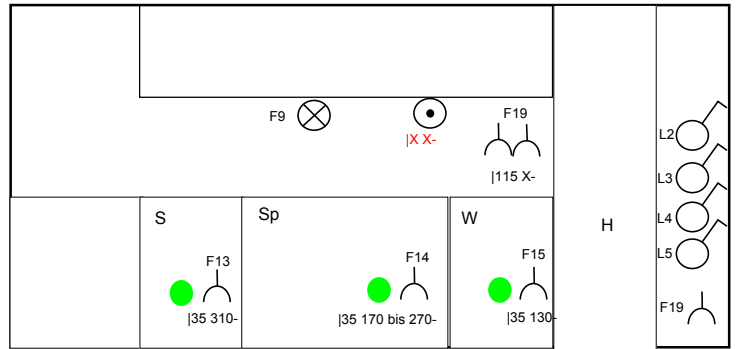 F9
|X X-
F19
|115 X-
L2
L3
L4
L5
F19
H
S
F13
|35 310-
Sp
F14
|35 170 bis 270-
W
F15
|35 130-